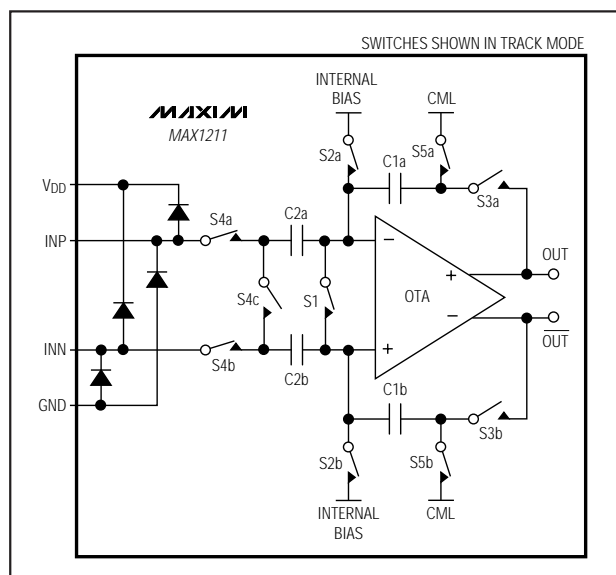 SWITCHES SHOWN IN TRACK MODE
INTERNAL
BIAS
CML
MAXIM
MAX1211
S2a
C1a
S5a
S3a
VDD
S4a
C2a
INP
−
+
OUT
S4c
S1
OTA
−
OUT
INN
+
S4b
C2b
C1b
GND
S3b
S2b
S5b
INTERNAL
BIAS
CML